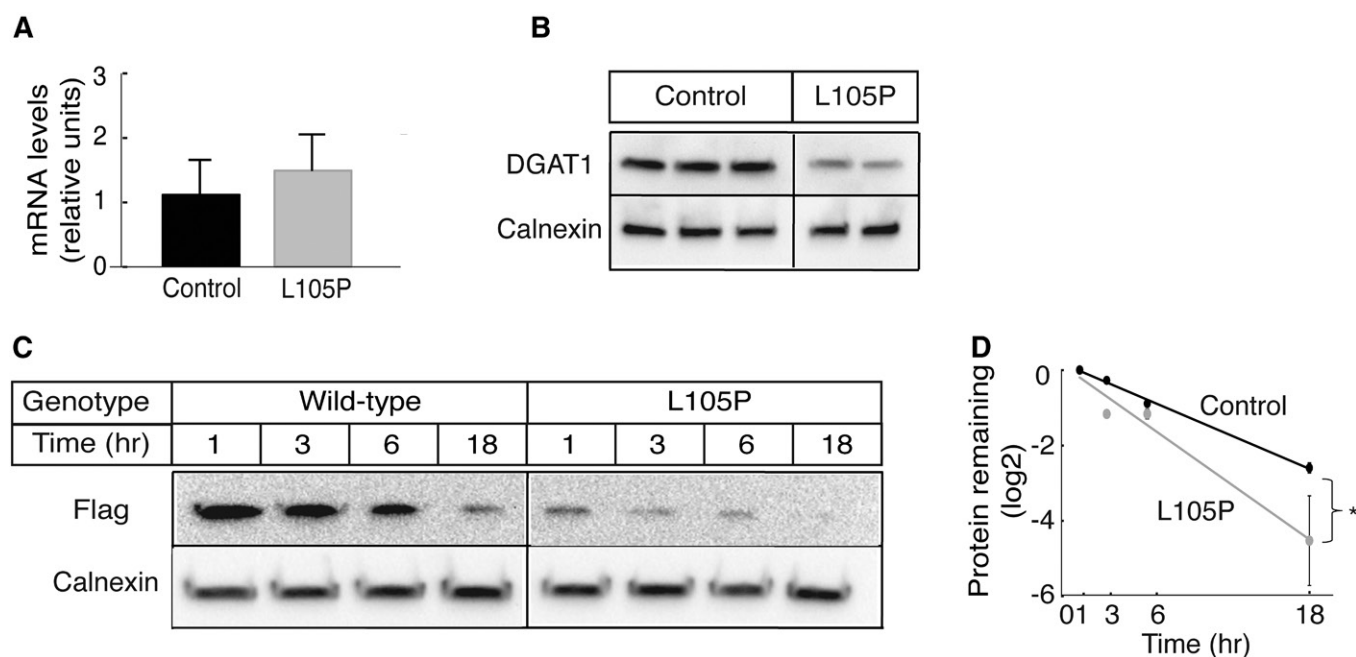 A
mRNA levels
(relative units)
3
2
1
0
Control
L105P
B
Control L105P
DGAT1
Calnexin
C
Genotype Wild-type L105P
Time (hr) 1 3 6 18 1 3 6 18
Flag
Calnexin
D
Protein remaining
(log2)
0
-2
-4
-6
Control
L105P
*
01 3 6 18
Time (hr)